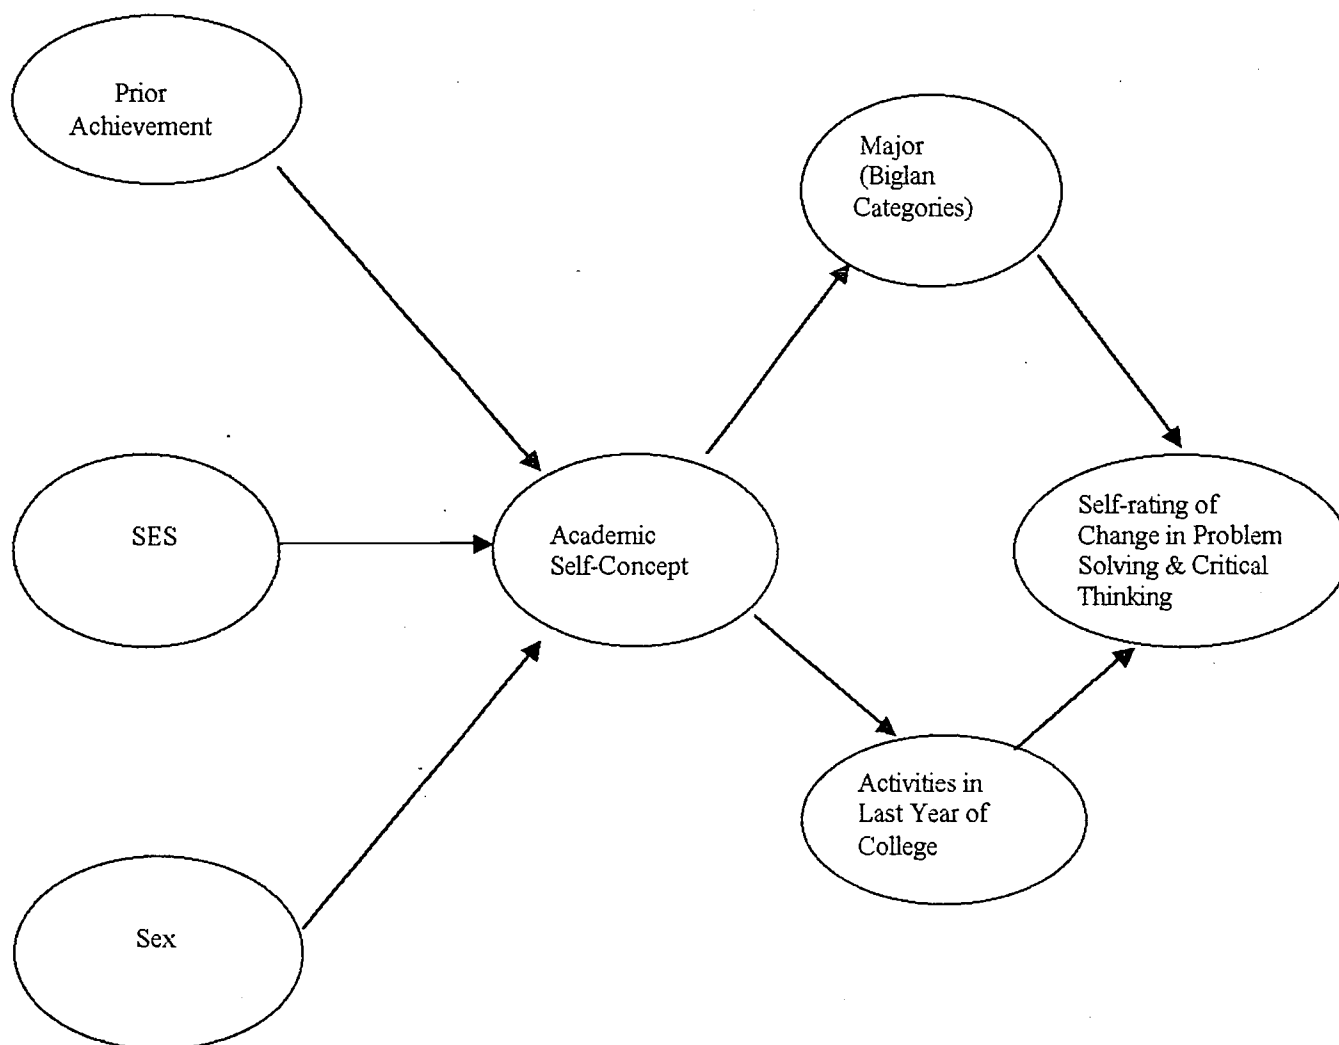 Prior
Achievement
Major
(Biglan
Categories)
SES
Academic
Self-Concept
Self-rating of
Change in Problem
Solving & Critical
Thinking
Activities in
Last Year of
College
Sex